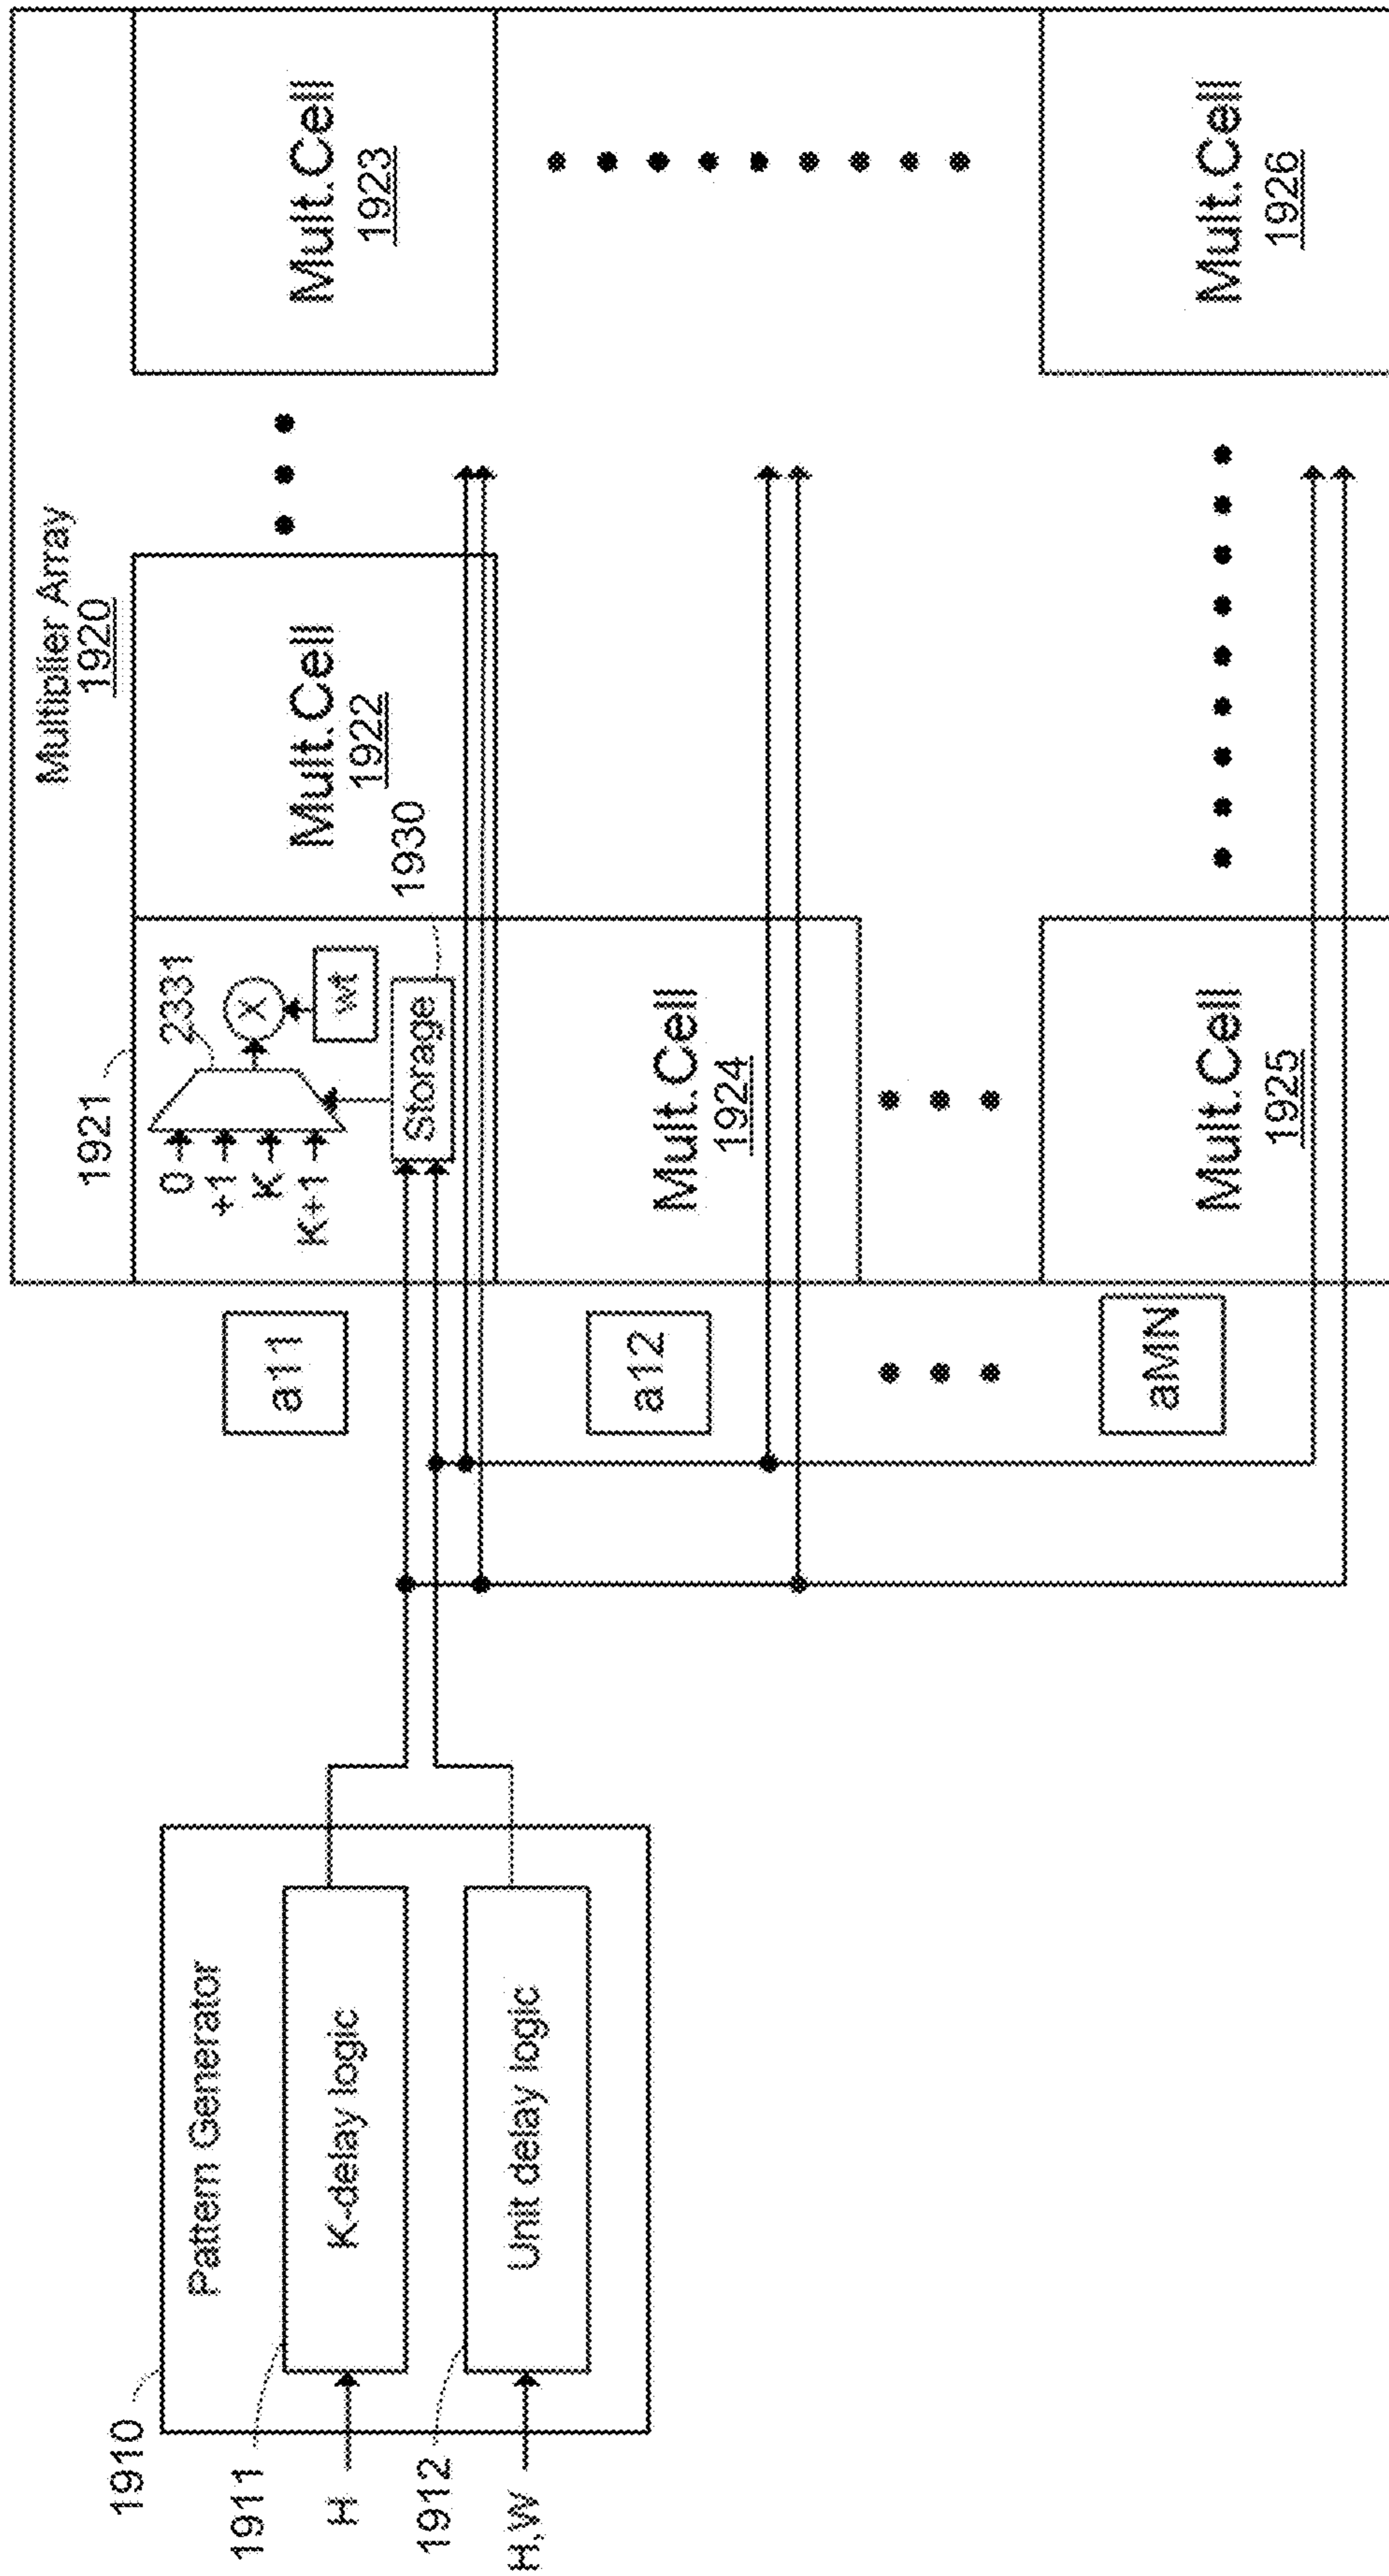 1910
Pattern Generator
1911
K-delay logic
H
1912
Unit delay logic
H,W
Multiplier Array
1920
1921
2331
0
+1
K
K+1
X
wt
Storage
1930
Mult.Cell
1922
Mult.Cell
1923
a11
Mult.Cell
1924
a12
Mult.Cell
1925
aMN
Mult.Cell
1926